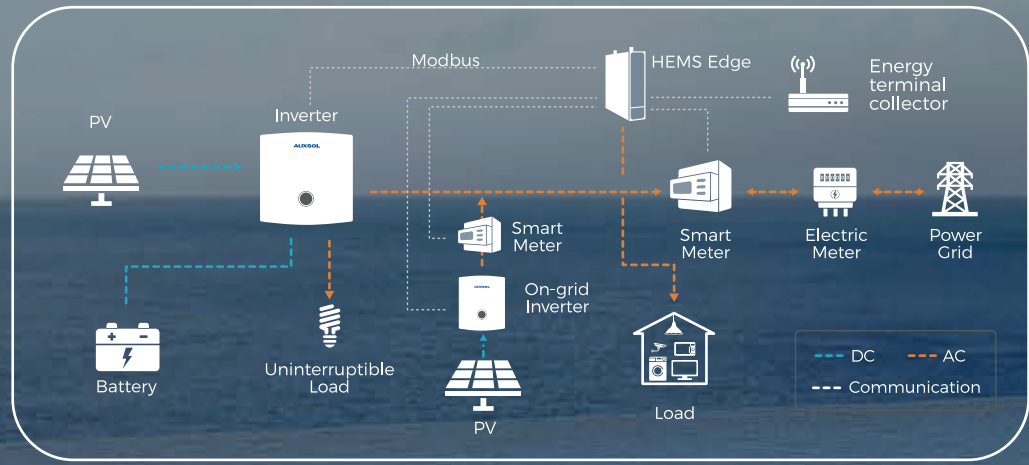 Modbus
HEMS Edge
Energy
terminal
collector
PV
Inverter
AUXSOL
Smart
Meter
Smart
Meter
Electric
Meter
Power
Grid
AUXSOL
On-grid
Inverter
Battery
Uninterruptible
Load
PV
Load
DC
AC
Communication